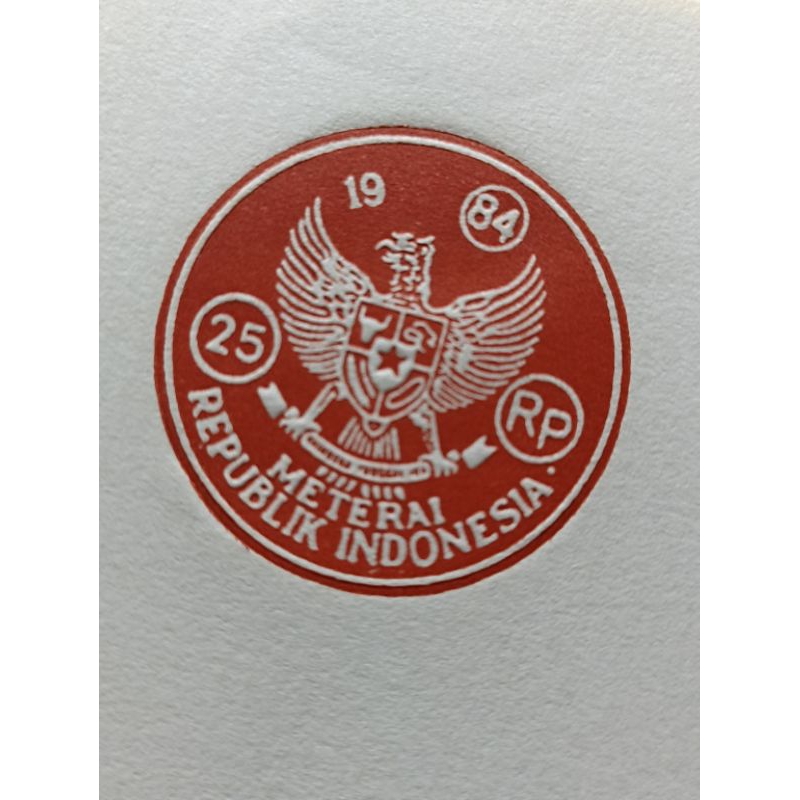 19 84
25 RP
METERAI
REPUBLIK INDONESIA